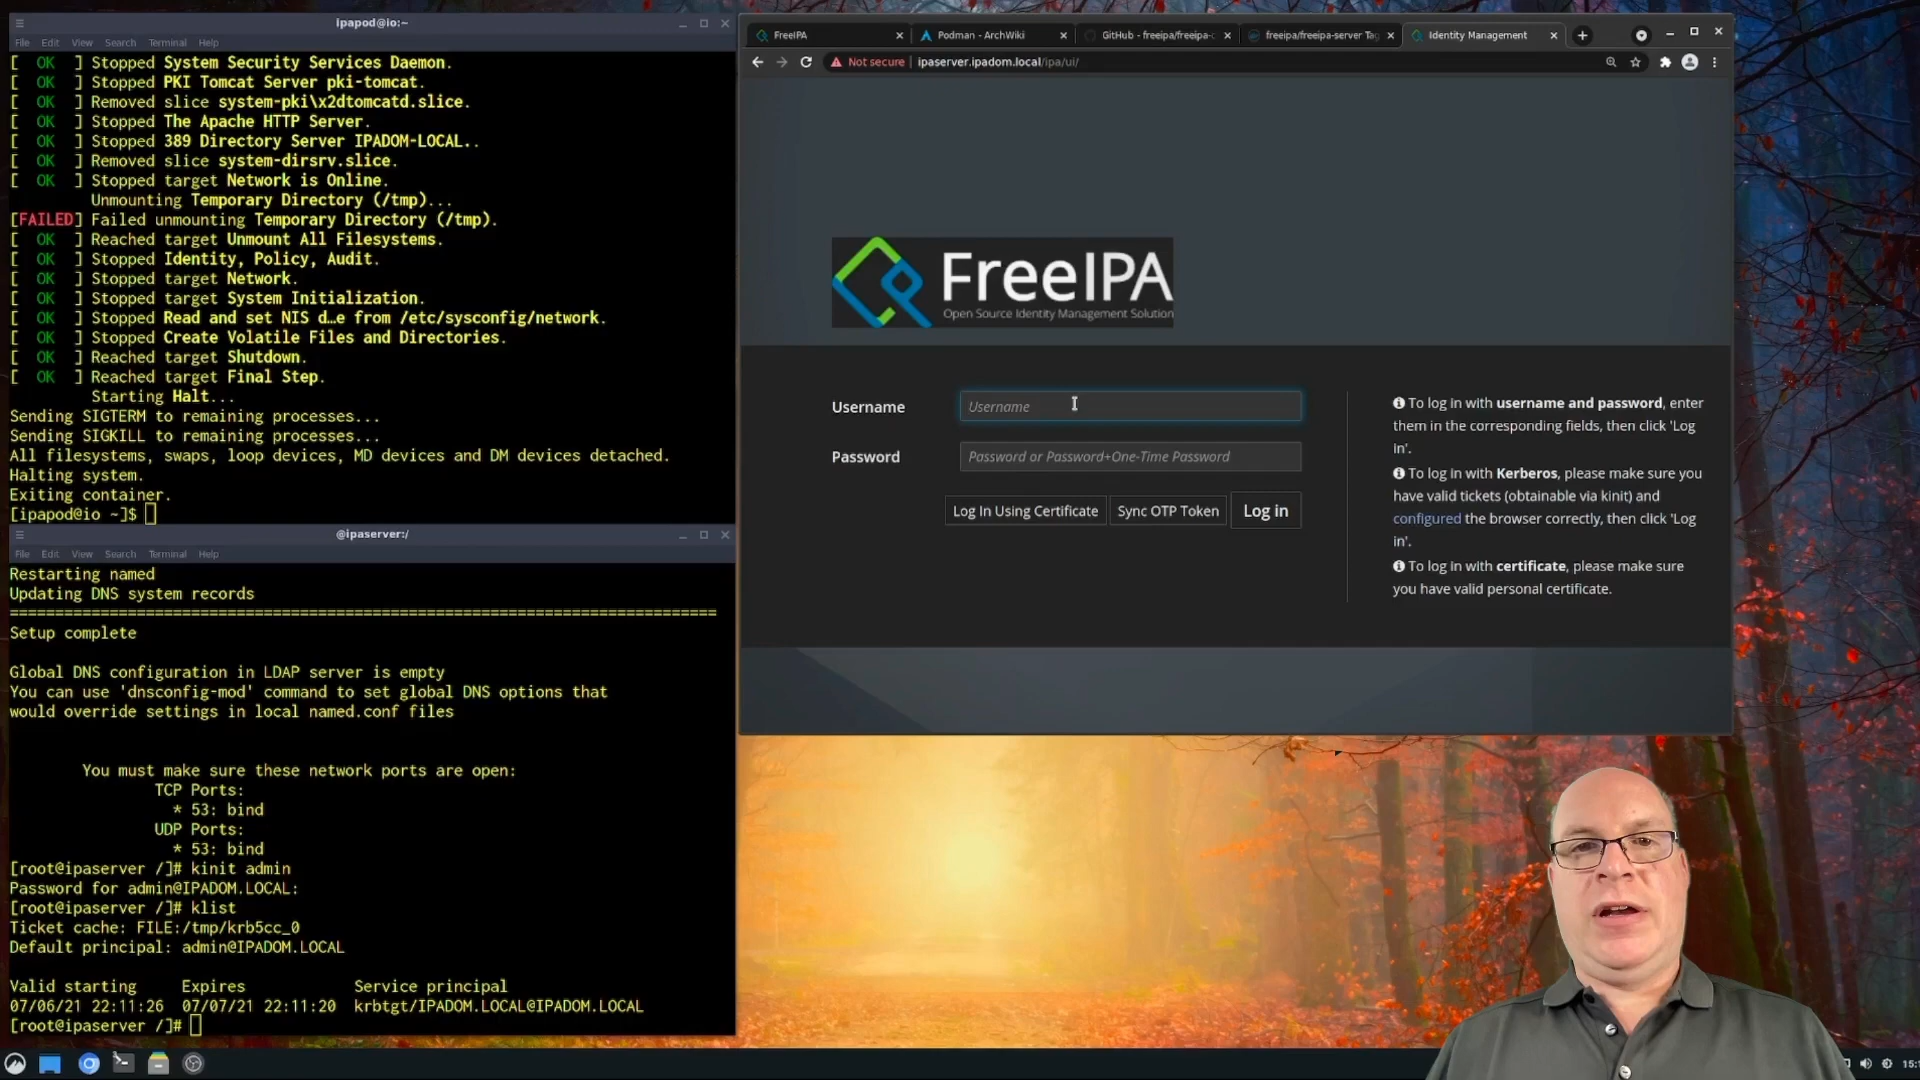 ipapod@io:~
File Edit View Search Terminal Help
[ OK ] Stopped System Security Services Daemon.
[ OK ] Stopped PKI Tomcat Server pki-tomcat.
[ OK ] Removed slice system-pki\x2dtomcatd.slice.
[ OK ] Stopped The Apache HTTP Server.
[ OK ] Stopped 389 Directory Server IPADOM-LOCAL..
[ OK ] Removed slice system-dirsrv.slice.
[ OK ] Stopped target Network is Online.
Unmounting Temporary Directory (/tmp)...
[FAILED] Failed unmounting Temporary Directory (/tmp).
[ OK ] Reached target Unmount All Filesystems.
[ OK ] Stopped Identity, Policy, Audit.
[ OK ] Stopped target Network.
[ OK ] Stopped target System Initialization.
[ OK ] Stopped Read and set NIS d…e from /etc/sysconfig/network.
[ OK ] Stopped Create Volatile Files and Directories.
[ OK ] Reached target Shutdown.
[ OK ] Reached target Final Step.
Starting Halt...
Sending SIGTERM to remaining processes...
Sending SIGKILL to remaining processes...
All filesystems, swaps, loop devices, MD devices and DM devices detached.
Halting system.
Exiting container.
[ipapod@io ~]$
@ipaserver:/
File Edit View Search Terminal Help
Restarting named
Updating DNS system records
==============================================================================
Setup complete
Global DNS configuration in LDAP server is empty
You can use 'dnsconfig-mod' command to set global DNS options that
would override settings in local named.conf files
You must make sure these network ports are open:
TCP Ports:
* 53: bind
UDP Ports:
* 53: bind
[root@ipaserver /]# kinit admin
Password for admin@IPADOM.LOCAL:
[root@ipaserver /]# klist
Ticket cache: FILE:/tmp/krb5cc_0
Default principal: admin@IPADOM.LOCAL
Valid starting Expires Service principal
07/06/21 22:11:26 07/07/21 22:11:20 krbtgt/IPADOM.LOCAL@IPADOM.LOCAL
[root@ipaserver /]#
FreeIPA
Podman - ArchWiki
GitHub - freeipa/freeipa-c
freeipa/freeipa-server Tag
Identity Management
Not secure | ipaserver.ipadom.local/ipa/ui/
FreeIPA
Open Source Identity Management Solution
Username Username
Password Password or Password+One-Time Password
Log In Using Certificate Sync OTP Token Log in
To log in with username and password, enter
them in the corresponding fields, then click 'Log
in'.
To log in with Kerberos, please make sure you
have valid tickets (obtainable via kinit) and
configured the browser correctly, then click 'Log
in'.
To log in with certificate, please make sure
you have valid personal certificate.